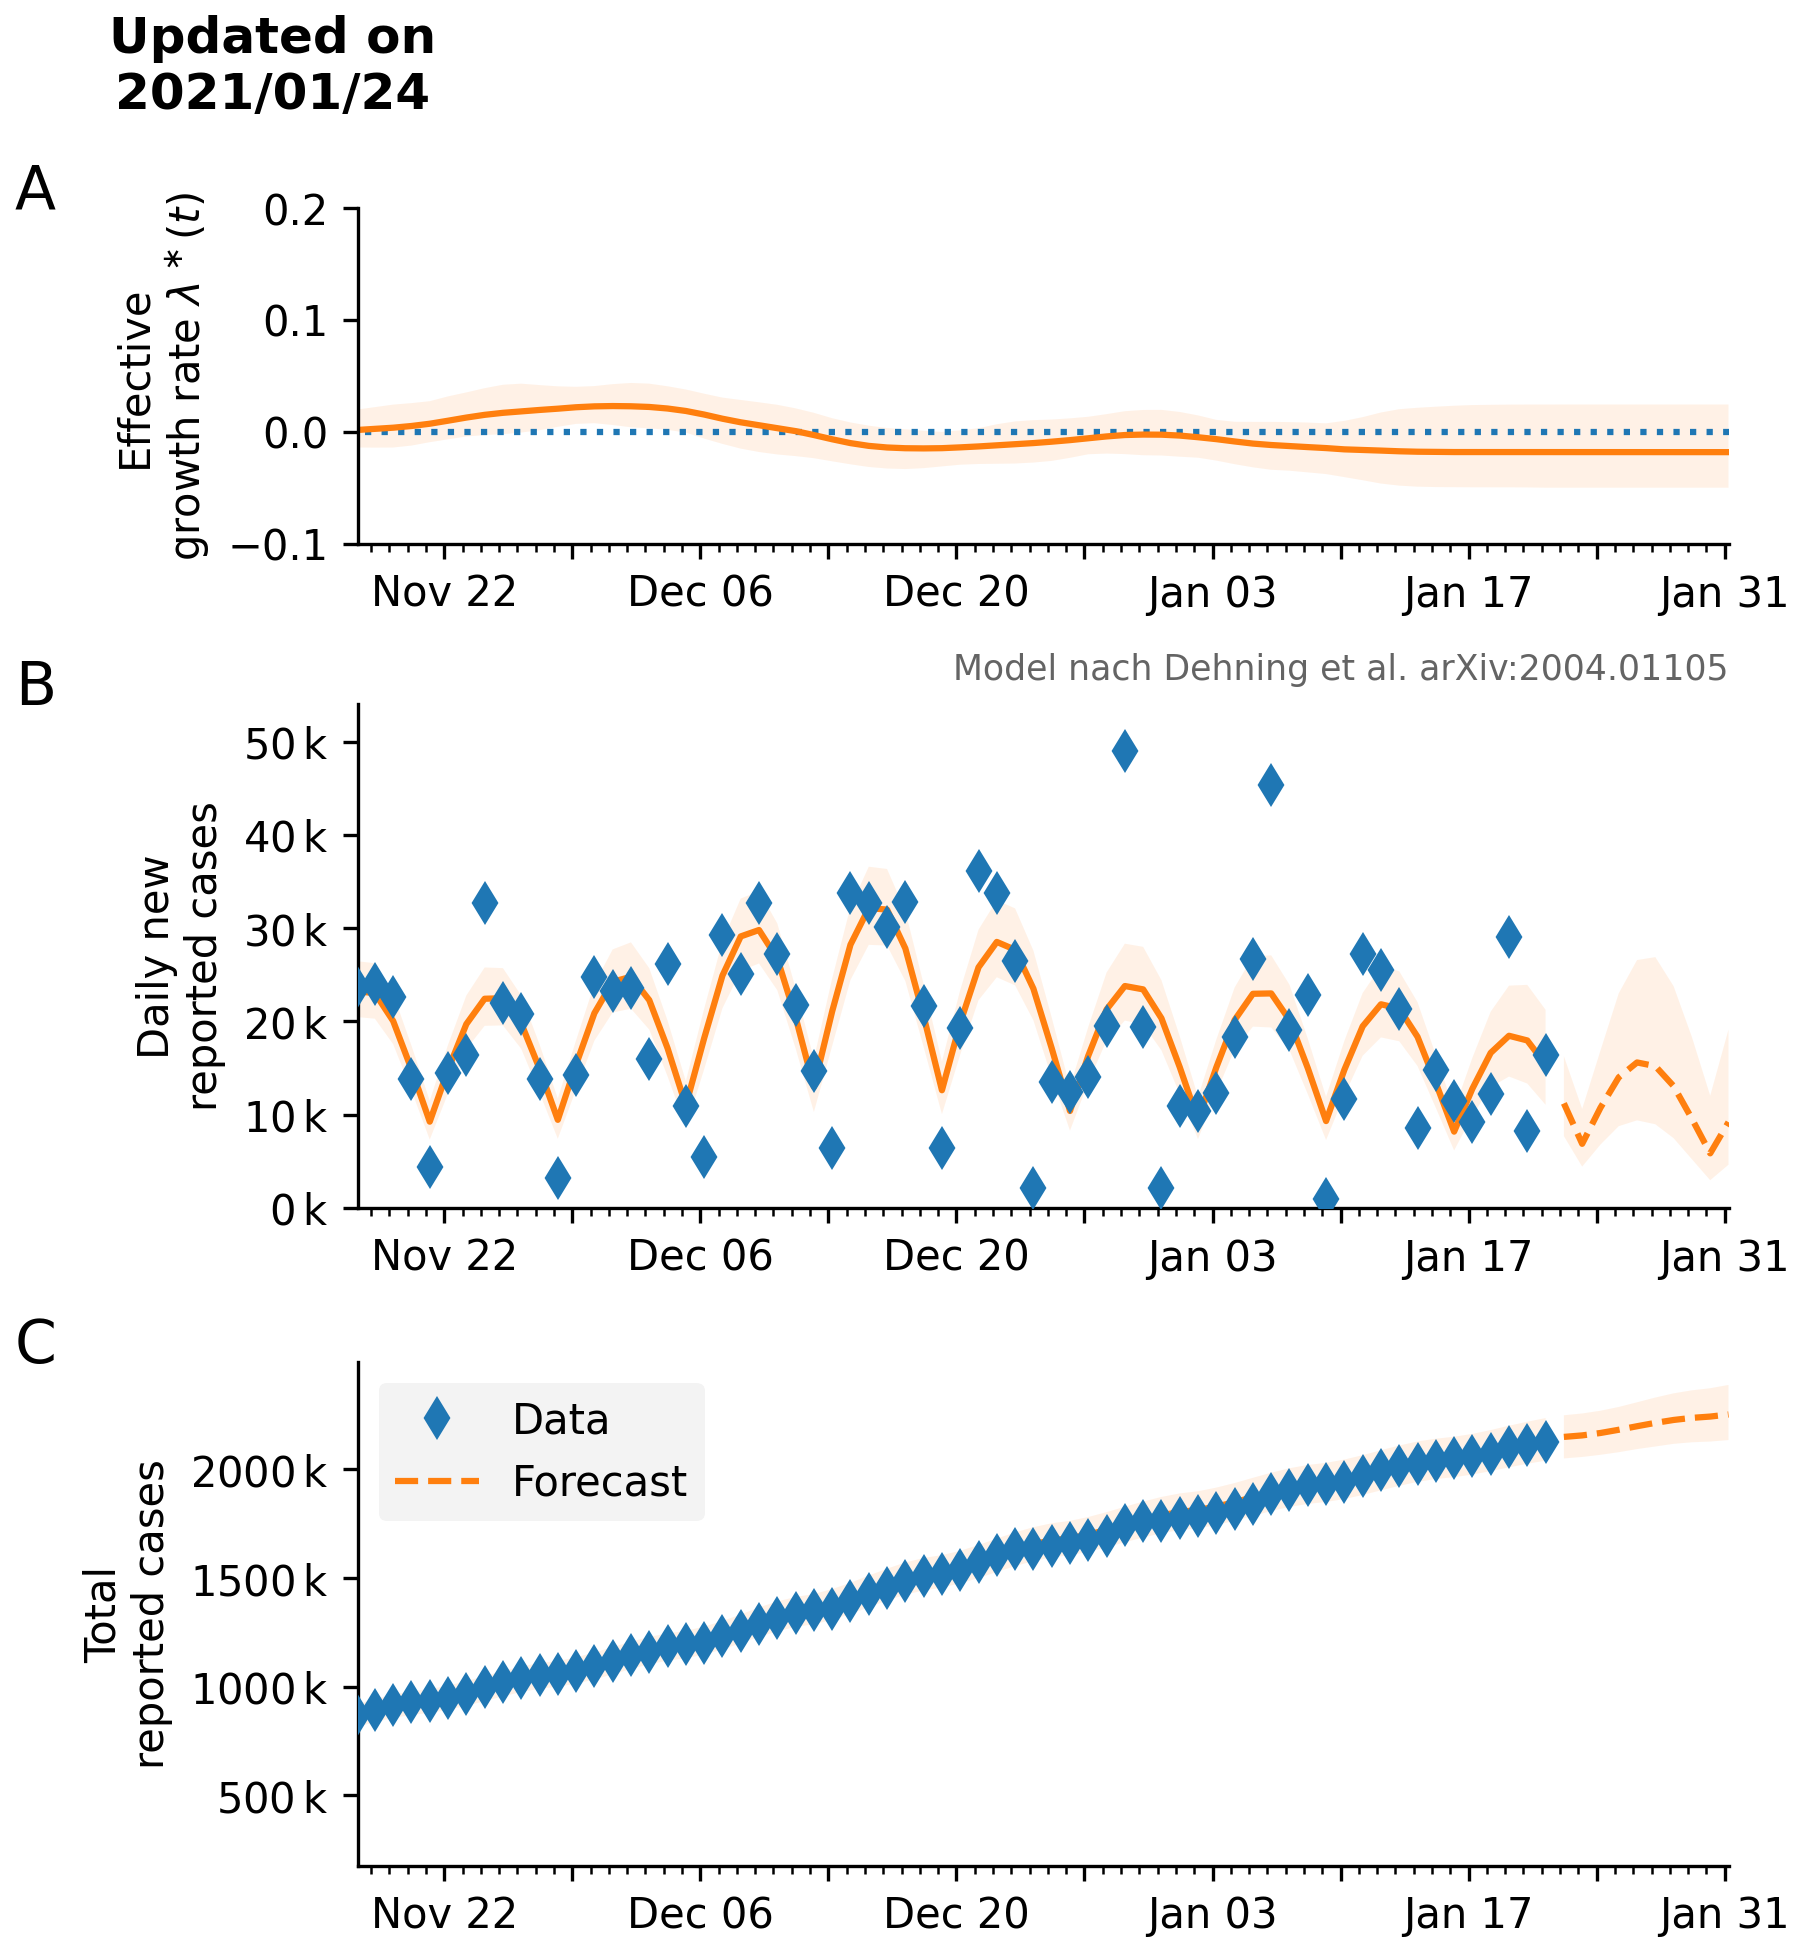 Updated on
2021/01/24
A
Effective
growth rate λ * (t)
0.2
0.1
0.0
−0.1
Nov 22 Dec 06 Dec 20 Jan 03 Jan 17 Jan 31
Model nach Dehning et al. arXiv:2004.01105
B
Daily new
reported cases
50 k
40 k
30 k
20 k
10 k
0 k
Nov 22 Dec 06 Dec 20 Jan 03 Jan 17 Jan 31
C
Total
reported cases
Data
Forecast
2000 k
1500 k
1000 k
500 k
Nov 22 Dec 06 Dec 20 Jan 03 Jan 17 Jan 31